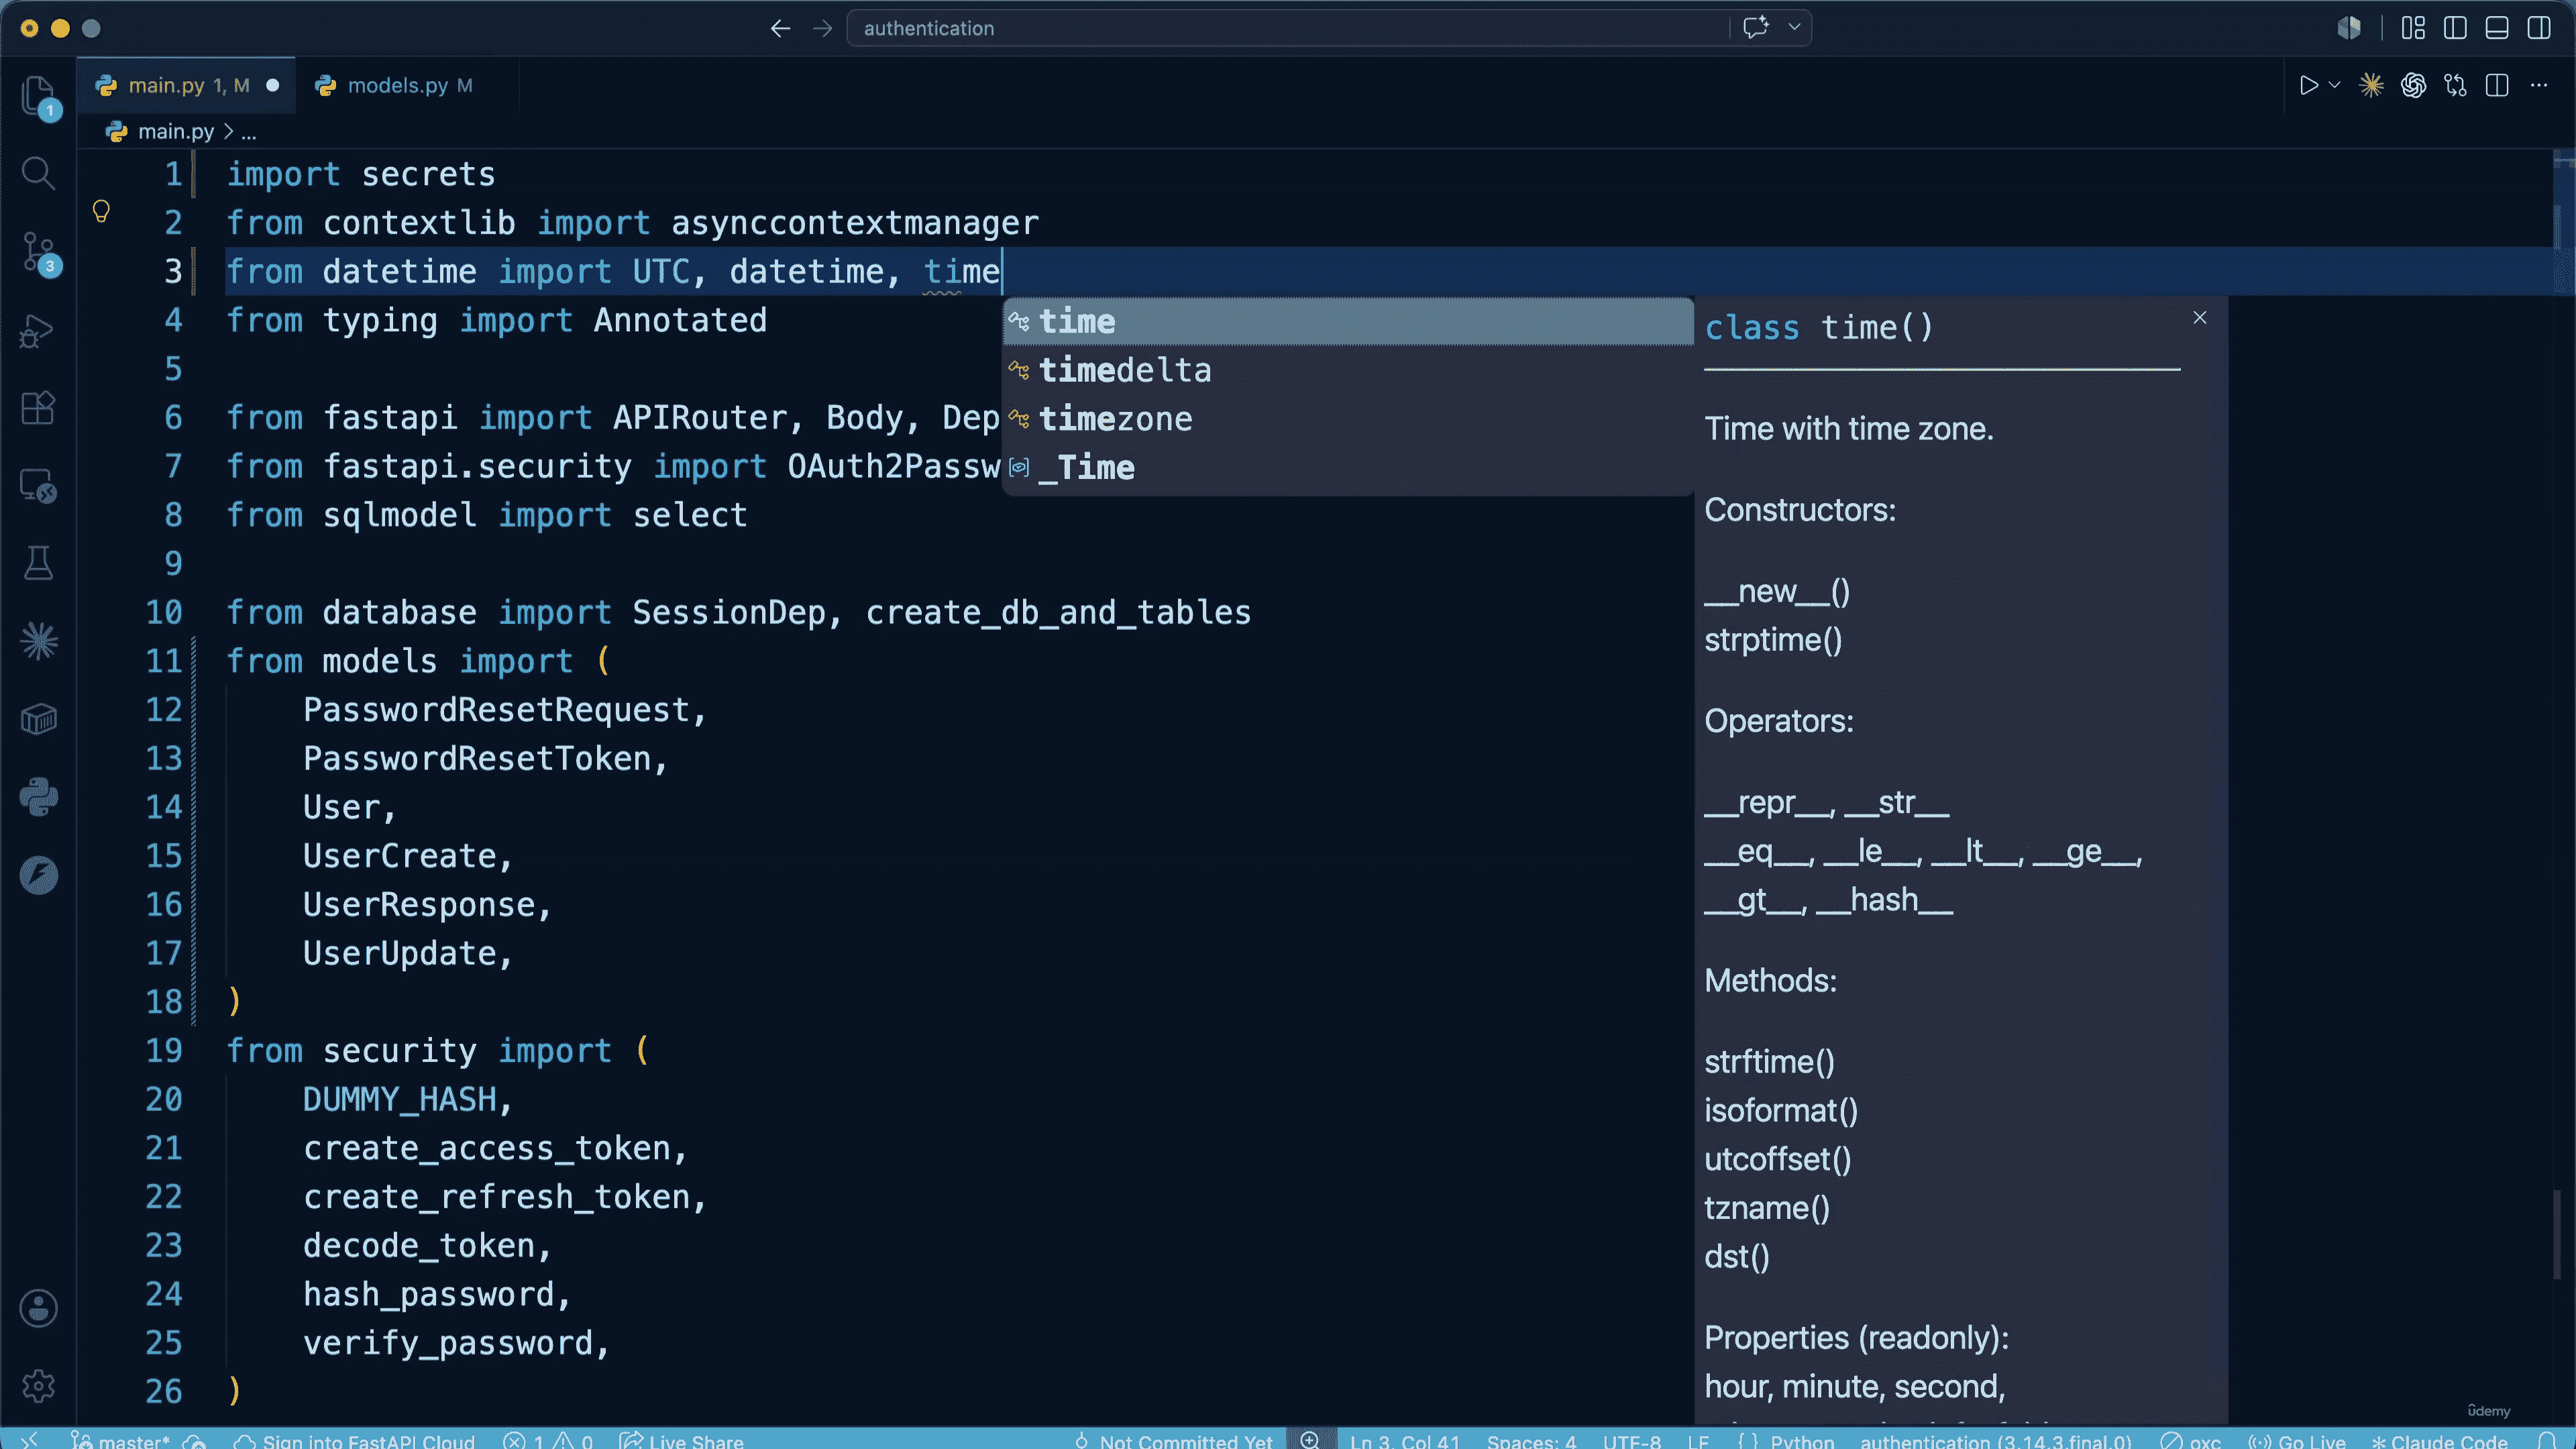 authentication
main.py 1, M
models.py M
main.py > ...
1
3
1 import secrets
2 from contextlib import asynccontextmanager
3 from datetime import UTC, datetime, time
4 from typing import Annotated
5
6 from fastapi import APIRouter, Body, Dep
7 from fastapi.security import OAuth2Passw
8 from sqlmodel import select
9
10 from database import SessionDep, create_db_and_tables
11 from models import (
12 PasswordResetRequest,
13 PasswordResetToken,
14 User,
15 UserCreate,
16 UserResponse,
17 UserUpdate,
18 )
19 from security import (
20 DUMMY_HASH,
21 create_access_token,
22 create_refresh_token,
23 decode_token,
24 hash_password,
25 verify_password,
26 )
time
timedelta
timezone
_Time
class time()
Time with time zone.
Constructors:
__new__()
strptime()
Operators:
__repr__, __str__
__eq__, __le__, __lt__, __ge__,
__gt__, __hash__
Methods:
strftime()
isoformat()
utcoffset()
tzname()
dst()
Properties (readonly):
hour, minute, second,
ûdemy
master* Sign into FastAPI Cloud 1 0 Live Share Not Committed Yet Ln 3, Col 41 Spaces: 4 UTF-8 LF { } Python authentication (3.14.3.final.0) oxc Go Live Claude Code